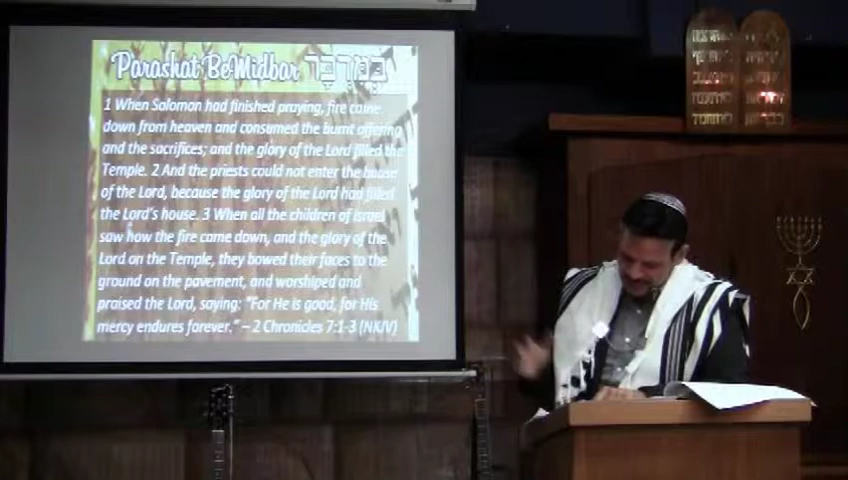 Parashat BeMidbar בְּמִדְבַּר
1 When Solomon had finished praying, fire came
down from heaven and consumed the burnt offering
and the sacrifices; and the glory of the Lord filled the
Temple. 2 And the priests could not enter the house
of the Lord, because the glory of the Lord had filled
the Lord's house. 3 When all the children of Israel
saw how the fire came down, and the glory of the
Lord on the Temple, they bowed their faces to the
ground on the pavement, and worshiped and
praised the Lord, saying: "For He is good, for His
mercy endures forever." – 2 Chronicles 7:1-3 (NKJV)